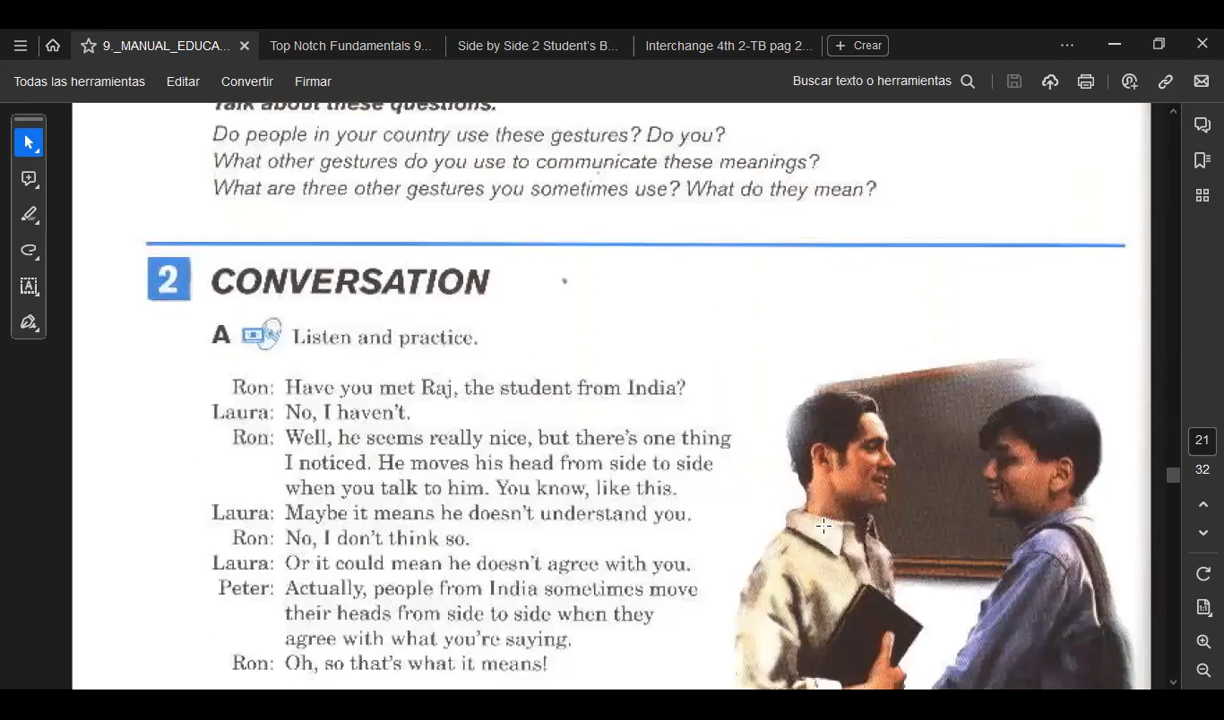 9._MANUAL_EDUCA...
Top Notch Fundamentals 9...
Side by Side 2 Student's B...
Interchange 4th 2-TB pag 2...
+ Crear
Todas las herramientas
Editar
Convertir
Firmar
Buscar texto o herramientas
Talk about these questions.
Do people in your country use these gestures? Do you?
What other gestures do you use to communicate these meanings?
What are three other gestures you sometimes use? What do they mean?
2 CONVERSATION
A Listen and practice.
Ron: Have you met Raj, the student from India?
Laura: No, I haven't.
Ron: Well, he seems really nice, but there's one thing
I noticed. He moves his head from side to side
when you talk to him. You know, like this.
Laura: Maybe it means he doesn't understand you.
Ron: No, I don't think so.
Laura: Or it could mean he doesn't agree with you.
Peter: Actually, people from India sometimes move
their heads from side to side when they
agree with what you're saying.
Ron: Oh, so that's what it means!
21
32